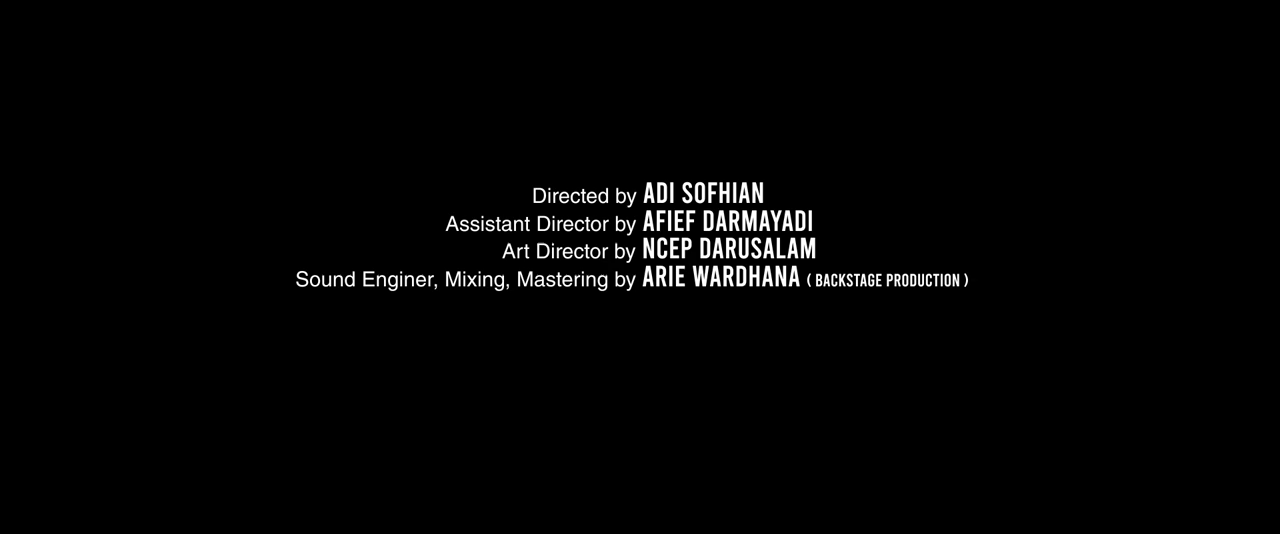 Directed by ADI SOFHIAN
Assistant Director by AFIEF DARMAYADI
Art Director by NCEP DARUSALAM
Sound Enginer, Mixing, Mastering by ARIE WARDHANA ( BACKSTAGE PRODUCTION )